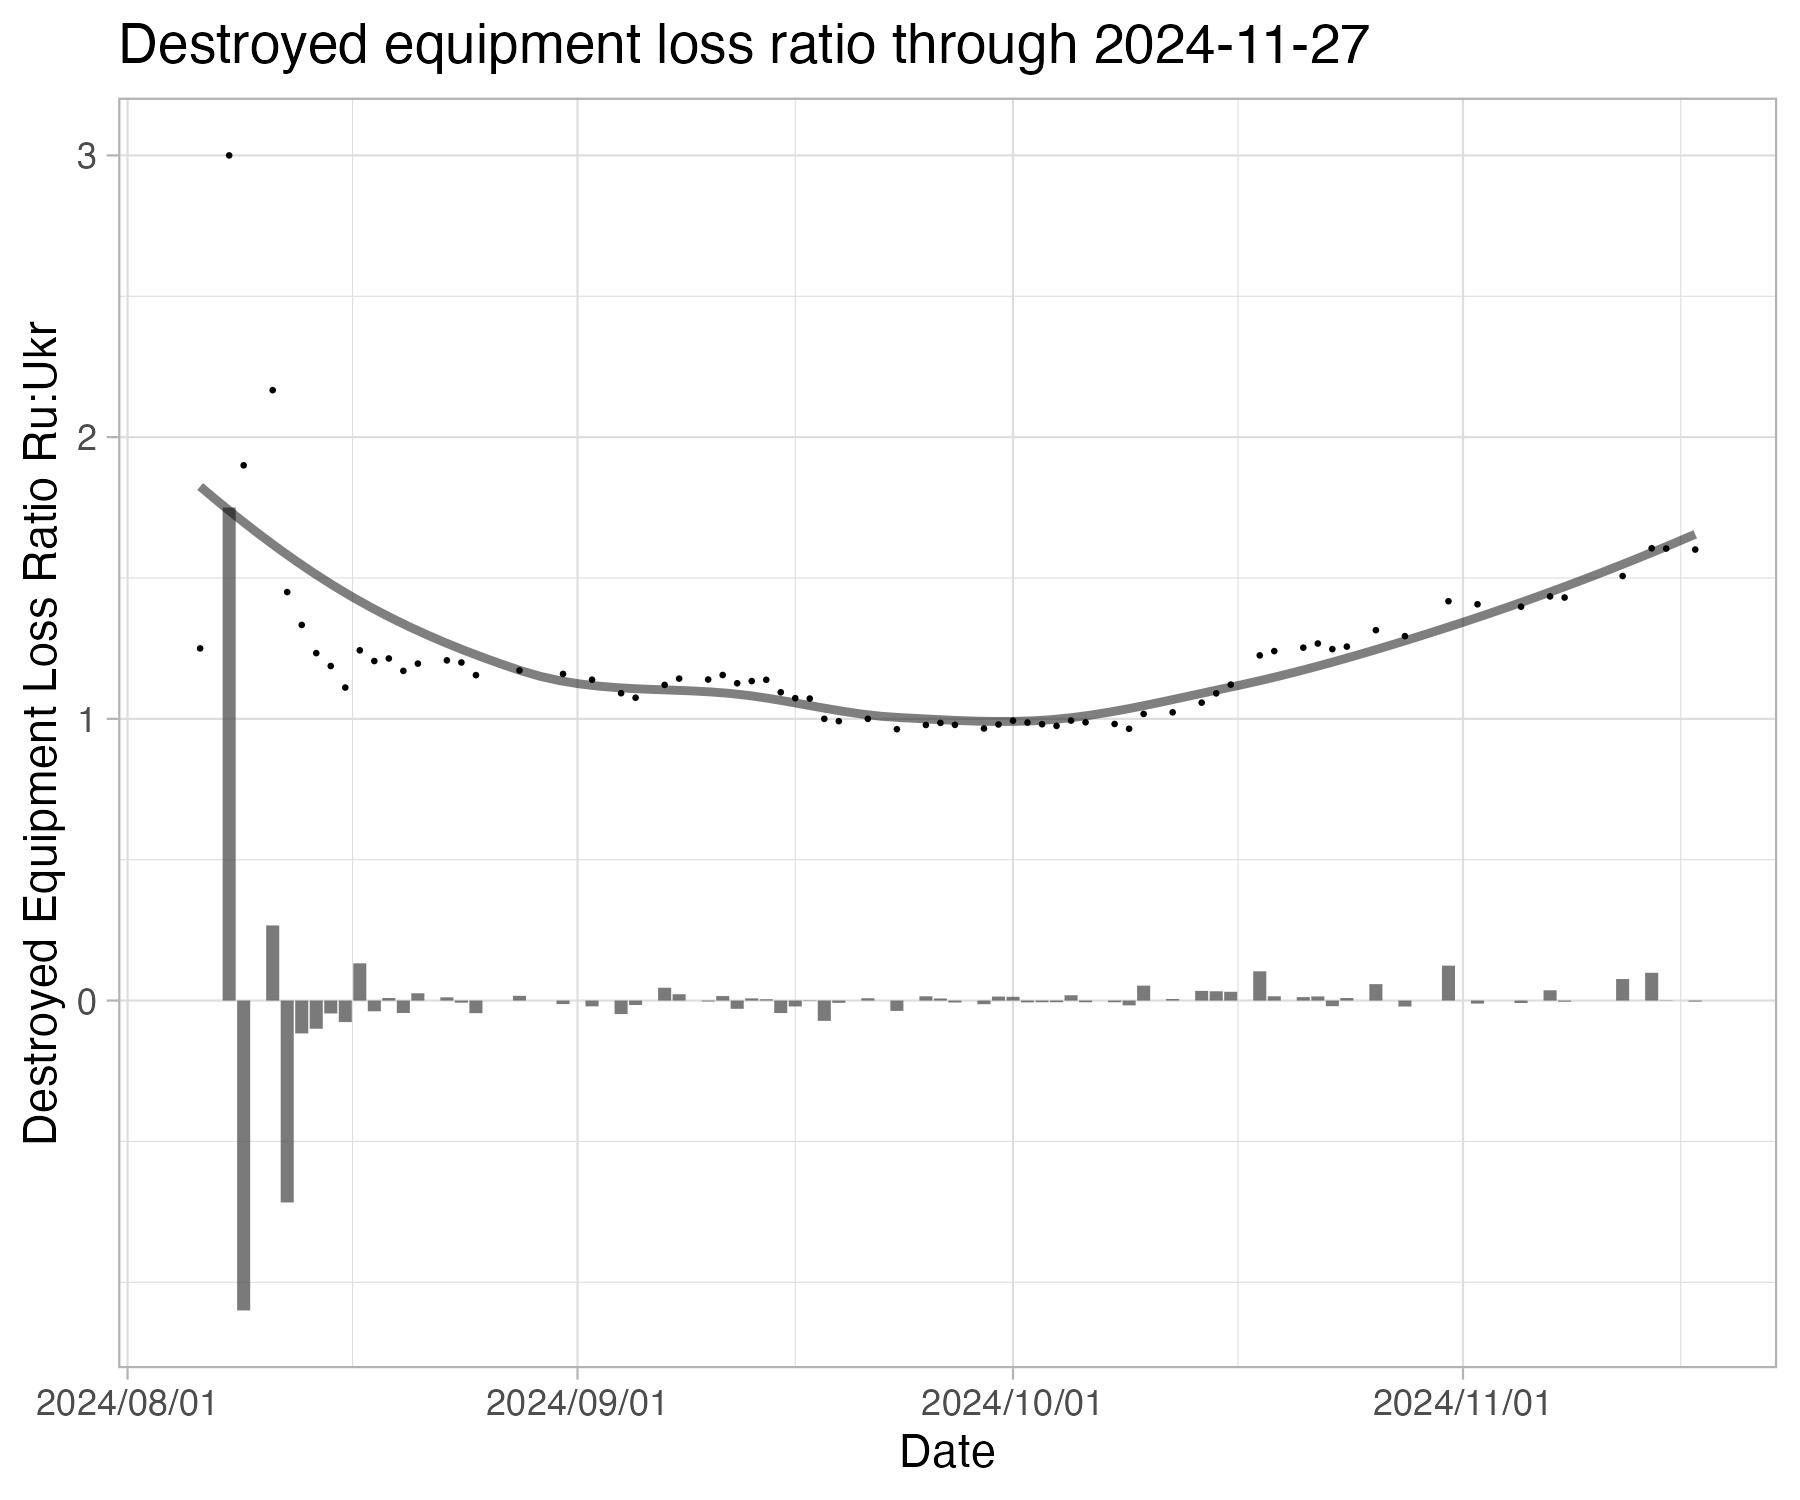 Destroyed equipment loss ratio through 2024-11-27
Destroyed Equipment Loss Ratio Ru:Ukr
3
2
1
0
2024/08/01
2024/09/01
2024/10/01
2024/11/01
Date